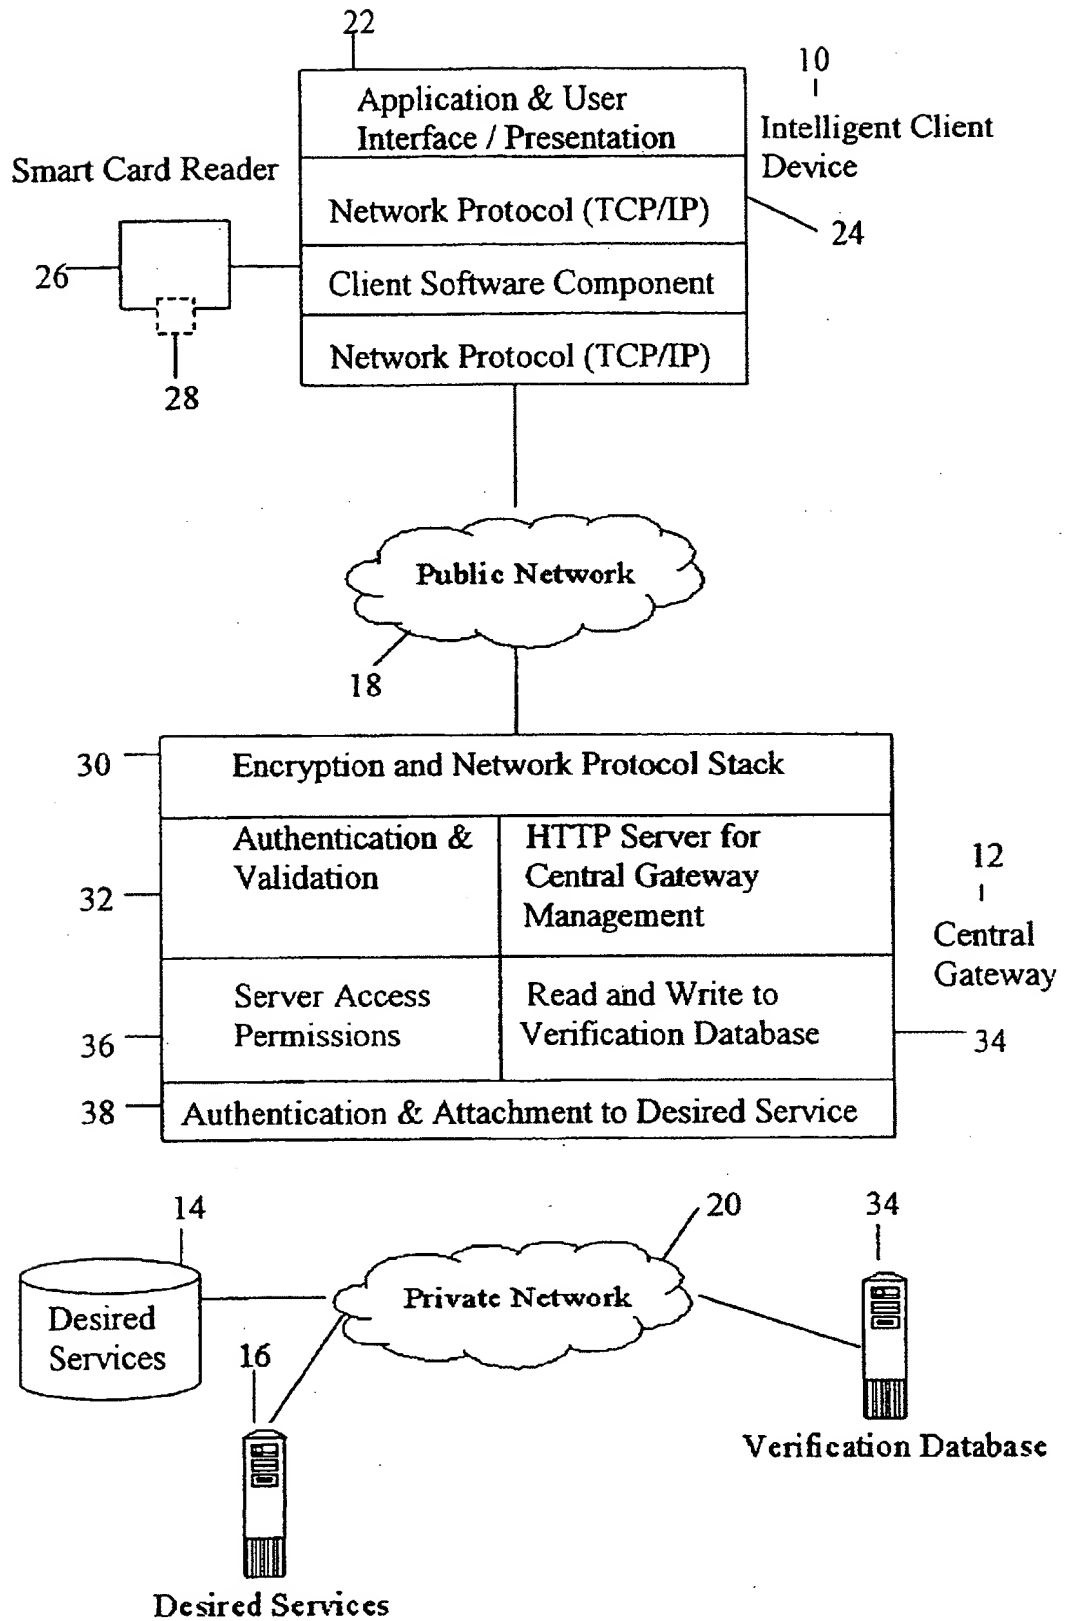 22
10
Application & User
Interface / Presentation
Intelligent Client
Device
Smart Card Reader
Network Protocol (TCP/IP)
24
26
Client Software Component
Network Protocol (TCP/IP)
28
Public Network
18
30
Encryption and Network Protocol Stack
Authentication &
Validation
HTTP Server for
Central Gateway
Management
12
32
Central
Gateway
Server Access
Permissions
Read and Write to
Verification Database
36
34
38
Authentication & Attachment to Desired Service
14
20
34
Desired
Services
Private Network
16
Verification Database
Desired Services